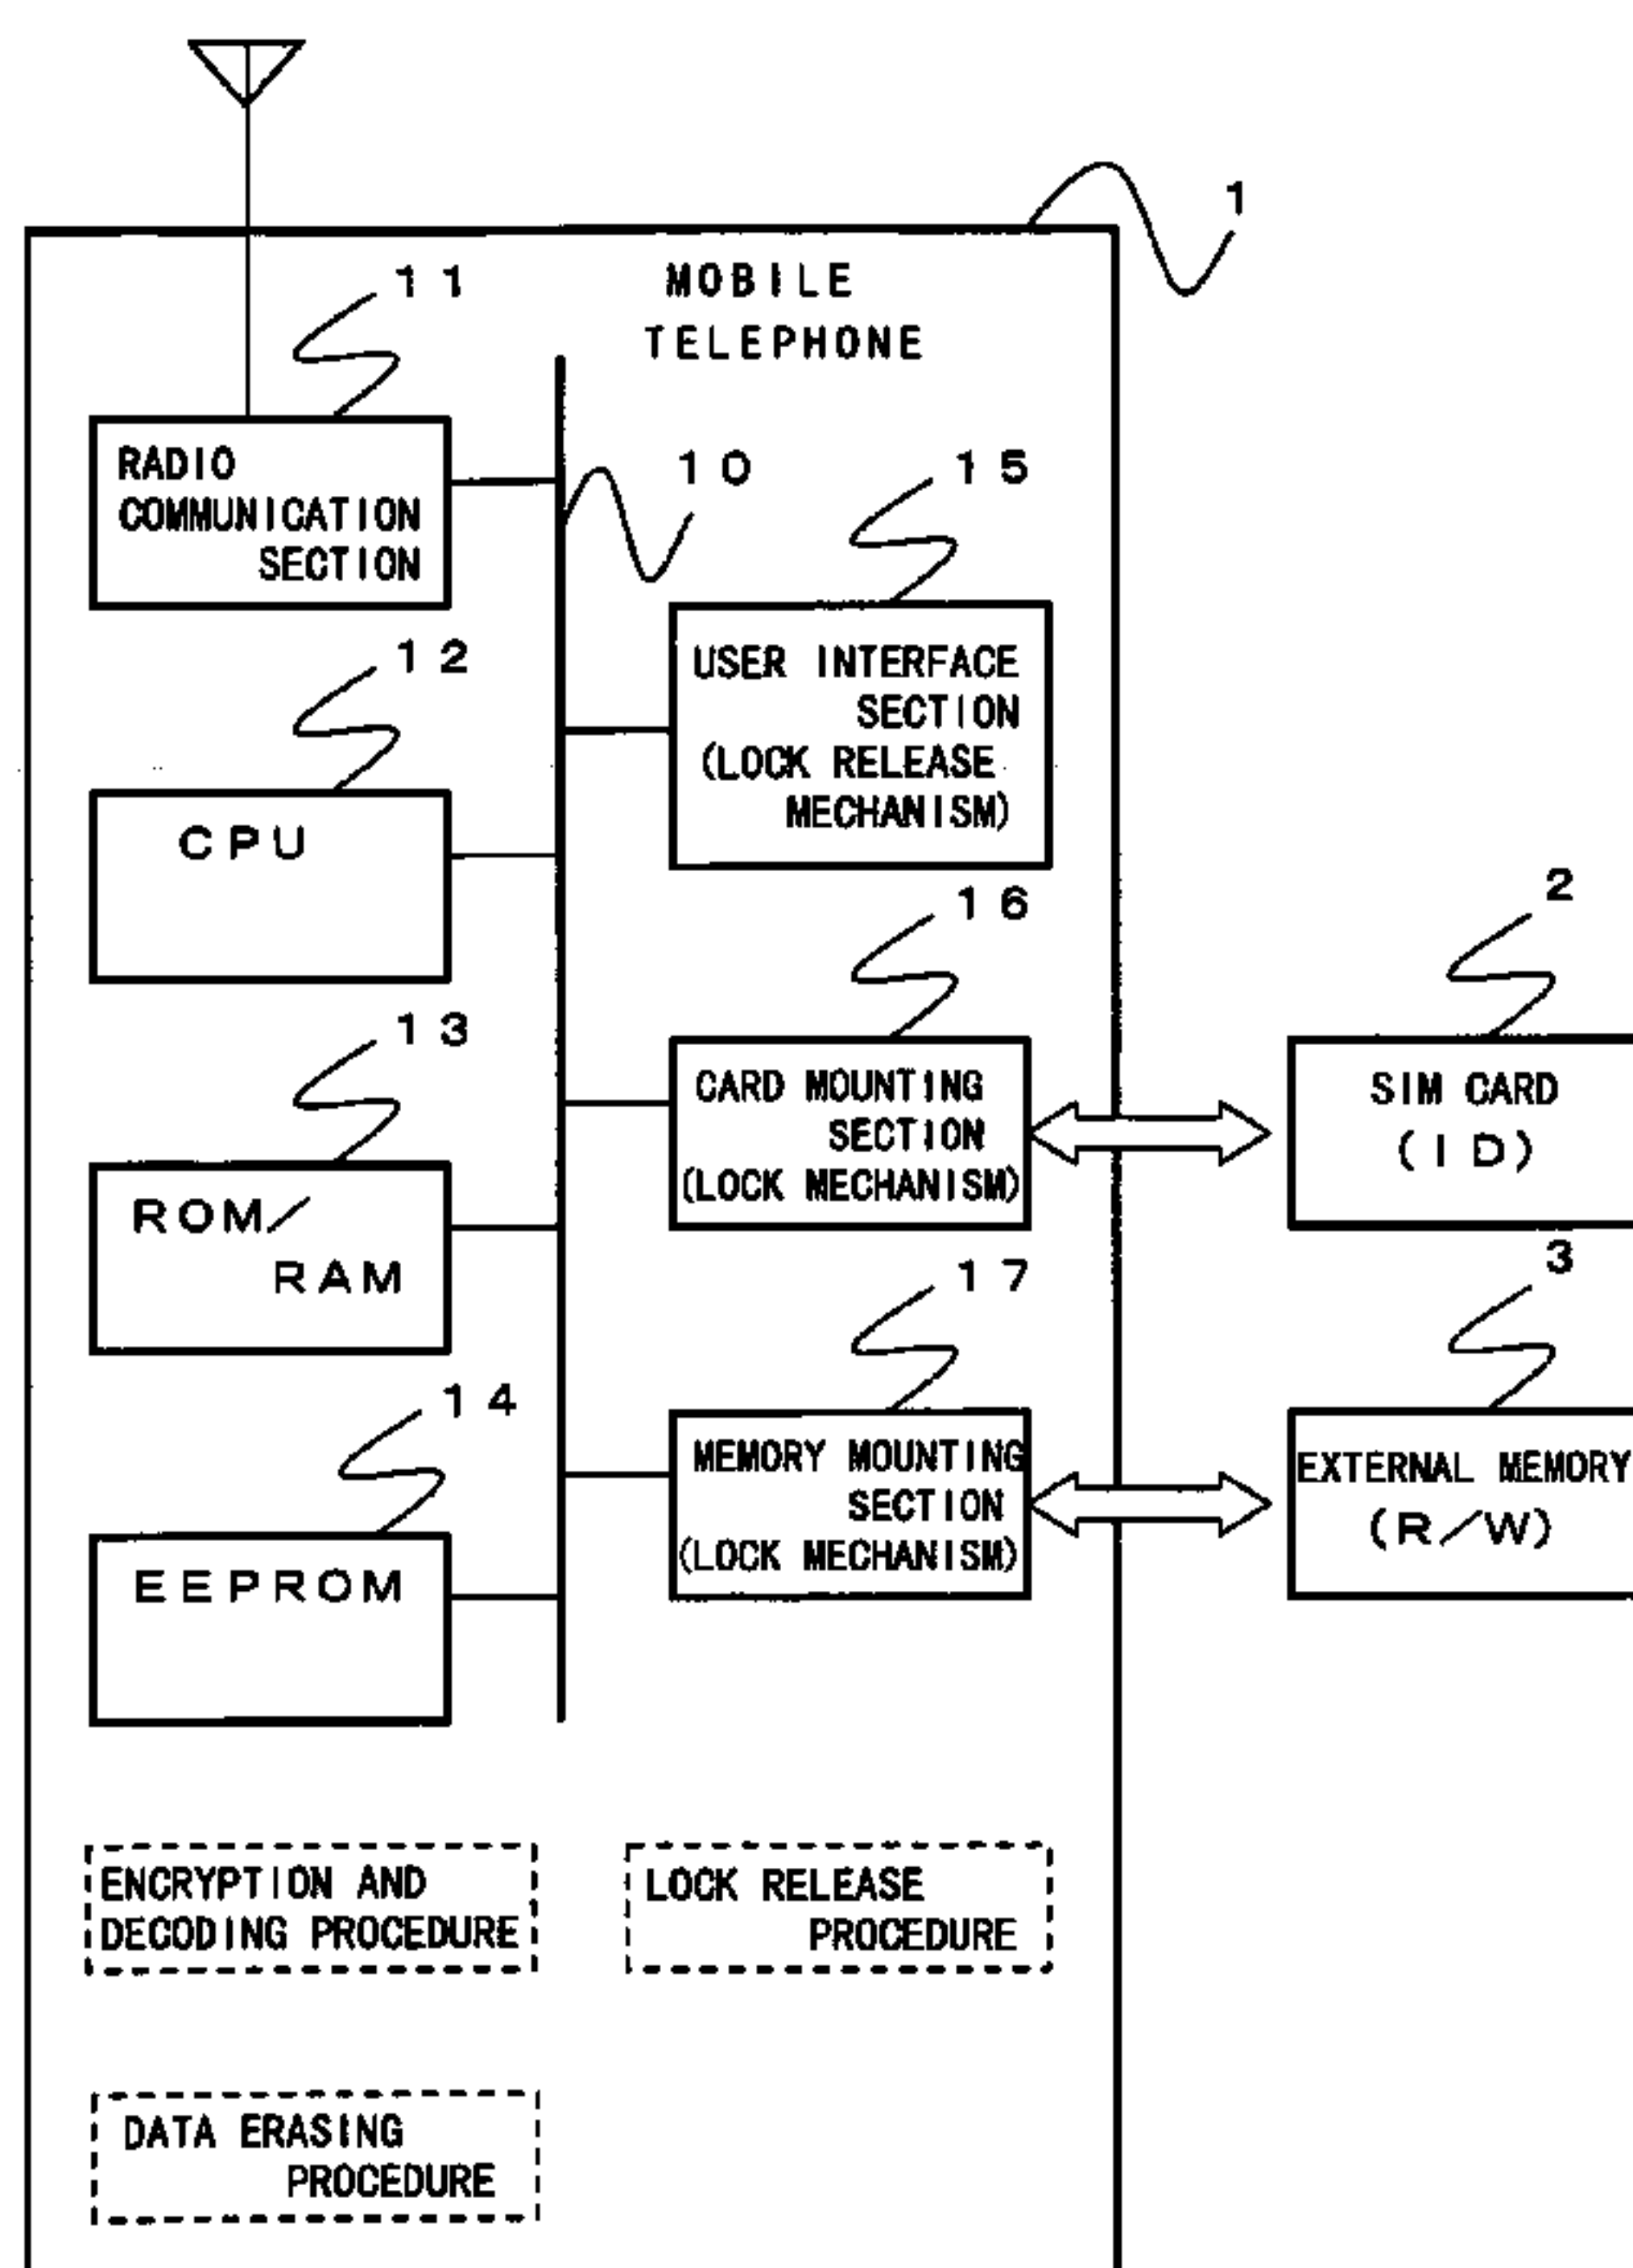 1
MOBILE
TELEPHONE
11
RADIO
COMMUNICATION
SECTION
10
15
USER INTERFACE
SECTION
(LOCK RELEASE
MECHANISM)
12
CPU
16
CARD MOUNTING
SECTION
(LOCK MECHANISM)
2
SIM CARD
(ID)
13
ROM/
RAM
17
MEMORY MOUNTING
SECTION
(LOCK MECHANISM)
3
EXTERNAL MEMORY
(R/W)
14
EEPROM
ENCRYPTION AND
DECODING PROCEDURE
LOCK RELEASE
PROCEDURE
DATA ERASING
PROCEDURE